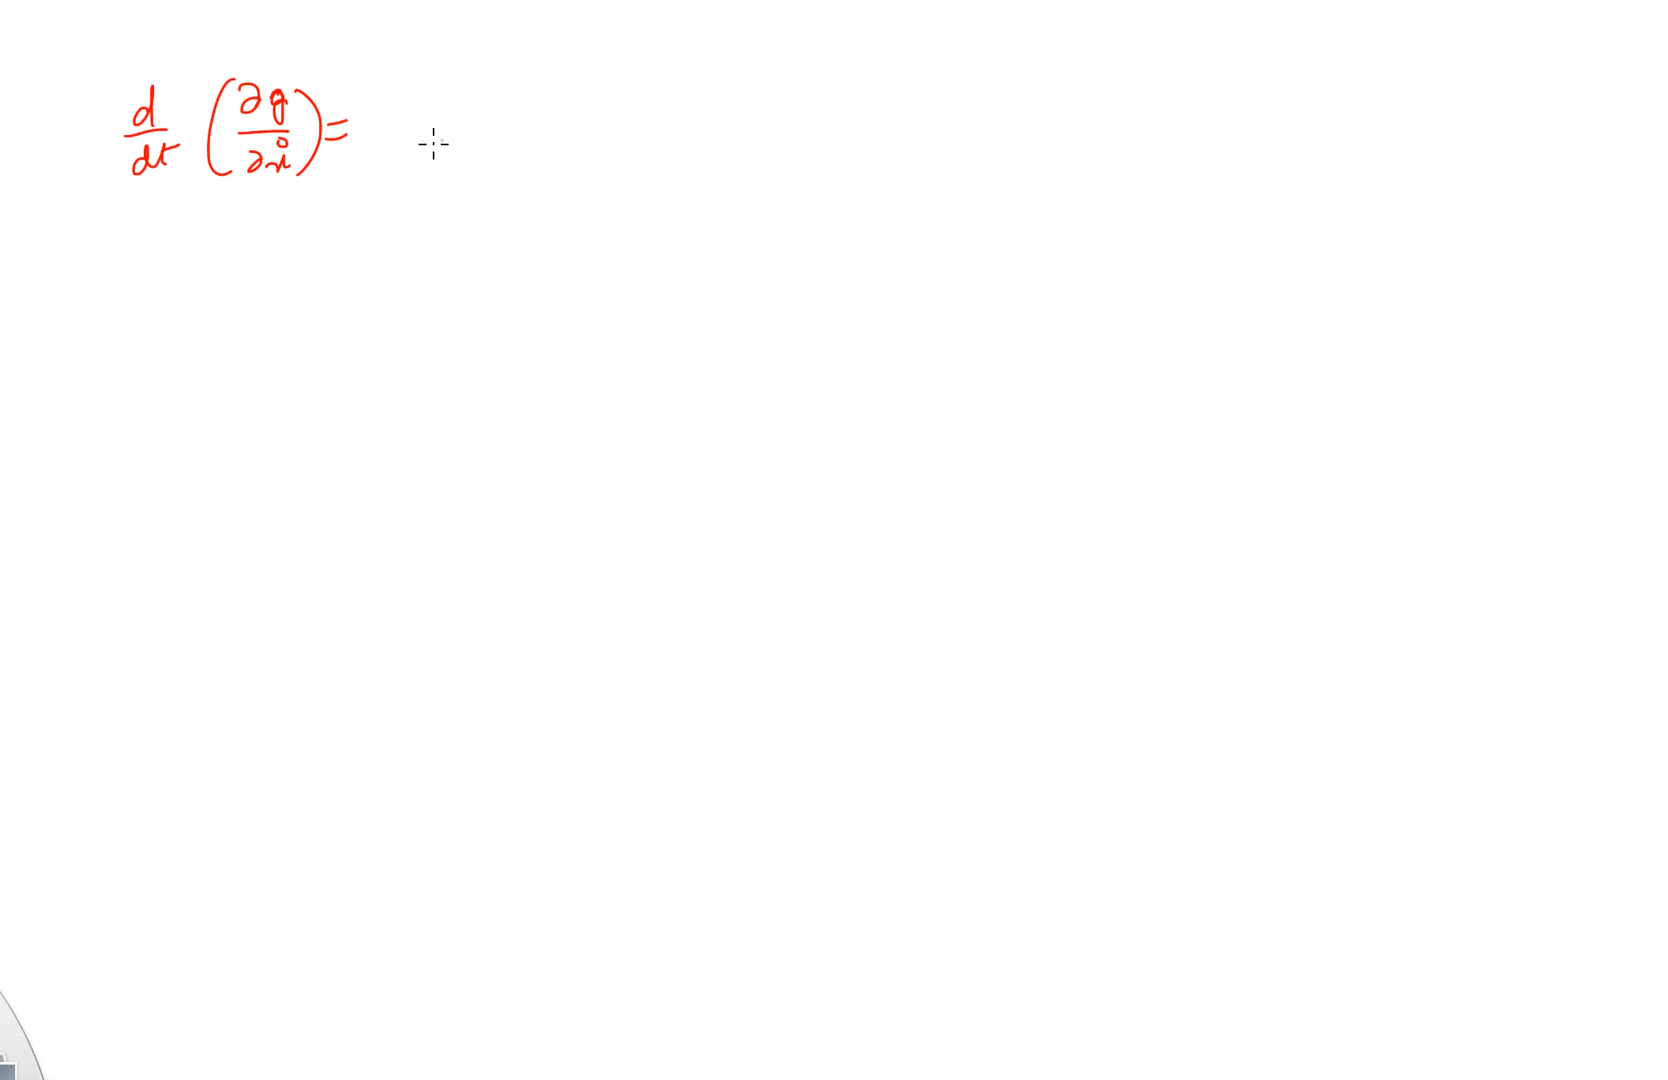 d/dt (∂g/∂ẋ) =